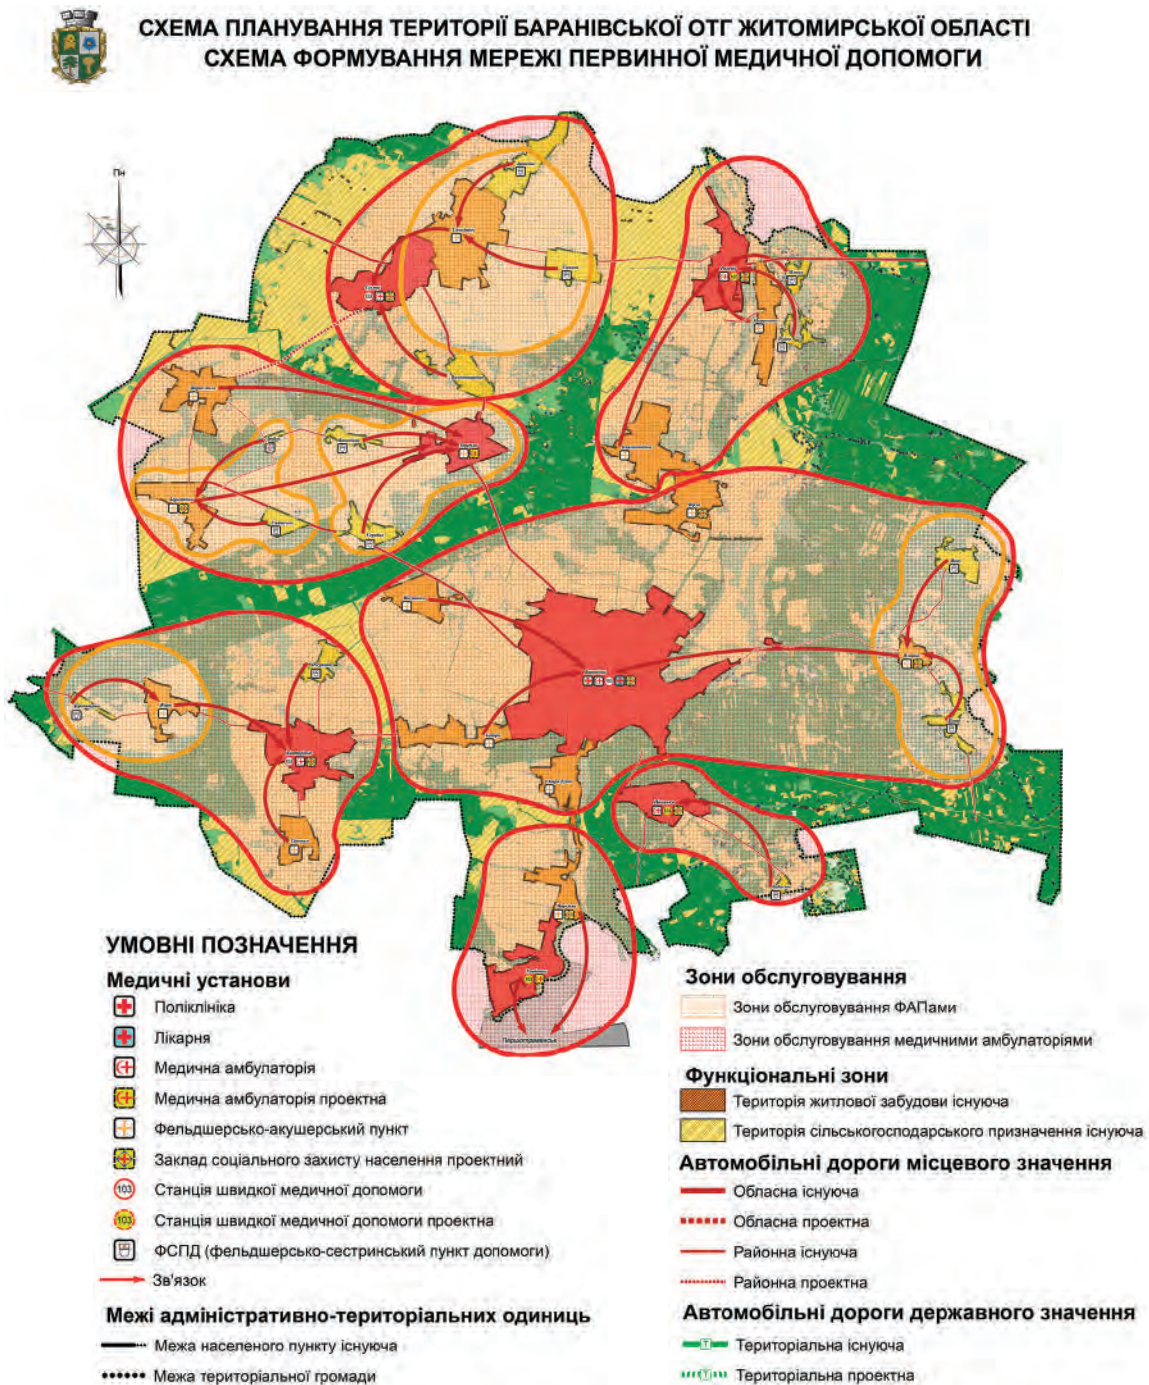 СХЕМА ПЛАНУВАННЯ ТЕРИТОРІЇ БАРАНІВСЬКОЇ ОТГ ЖИТОМИРСЬКОЇ ОБЛАСТІ
СХЕМА ФОРМУВАННЯ МЕРЕЖІ ПЕРВИННОЇ МЕДИЧНОЇ ДОПОМОГИ
Пн
Першотравенськ
УМОВНІ ПОЗНАЧЕННЯ
Медичні установи
Поліклініка
Лікарня
Медична амбулаторія
Медична амбулаторія проектна
Фельдшерсько-акушерський пункт
Заклад соціального захисту населення проектний
103 Станція швидкої медичної допомоги
103 Станція швидкої медичної допомоги проектна
ФСПД (фельдшерсько-сестринський пункт допомоги)
Зв'язок
Межі адміністративно-територіальних одиниць
Межа населеного пункту існуюча
Межа територіальної громади
Зони обслуговування
Зони обслуговування ФАПами
Зони обслуговування медичними амбулаторіями
Функціональні зони
Територія житлової забудови існуюча
Територія сільськогосподарського призначення існуюча
Автомобільні дороги місцевого значення
Обласна існуюча
Обласна проектна
Районна існуюча
Районна проектна
Автомобільні дороги державного значення
Т Територіальна існуюча
Т Територіальна проектна